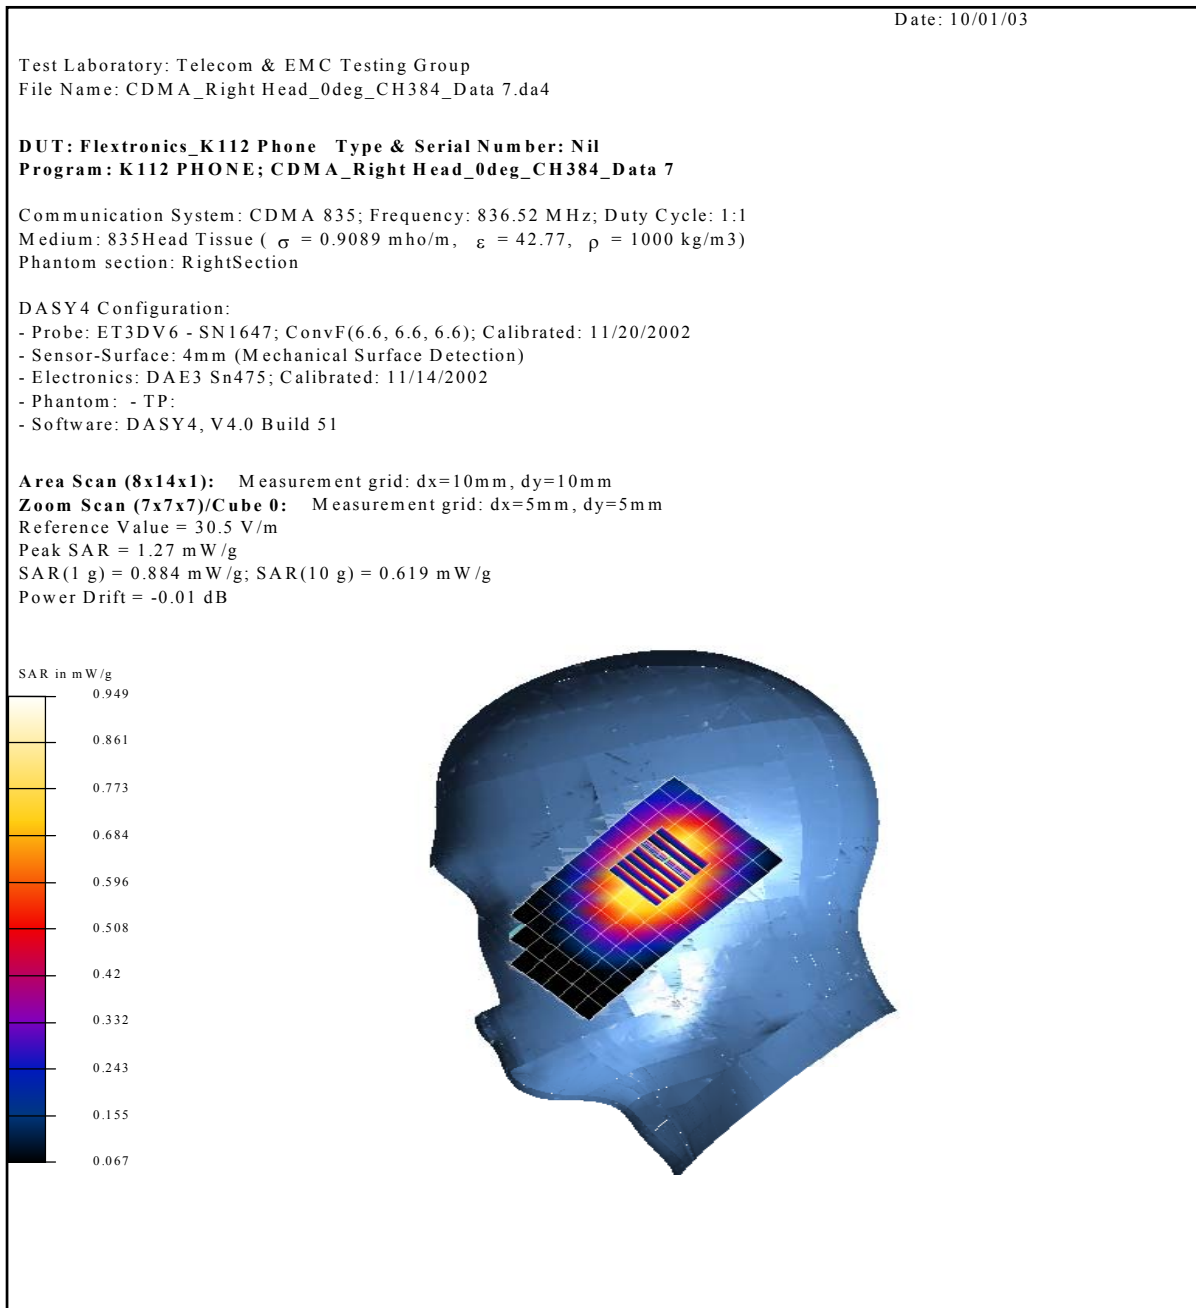 Date: 10/01/03
Test Laboratory: Telecom & EMC Testing Group
File Name: CDMA_Right Head_0deg_CH384_Data 7.da4
DUT: Flextronics_K112 Phone   Type & Serial Number: Nil
Program: K112 PHONE; CDMA_Right Head_0deg_CH384_Data 7
Communication System: CDMA 835; Frequency: 836.52 MHz; Duty Cycle: 1:1
Medium: 835Head Tissue ( σ = 0.9089 mho/m, ε = 42.77, ρ = 1000 kg/m3)
Phantom section: RightSection
DASY4 Configuration:
- Probe: ET3DV6 - SN1647; ConvF(6.6, 6.6, 6.6); Calibrated: 11/20/2002
- Sensor-Surface: 4mm (Mechanical Surface Detection)
- Electronics: DAE3 Sn475; Calibrated: 11/14/2002
- Phantom: - TP:
- Software: DASY4, V4.0 Build 51
Area Scan (8x14x1): Measurement grid: dx=10mm, dy=10mm
Zoom Scan (7x7x7)/Cube 0: Measurement grid: dx=5mm, dy=5mm
Reference Value = 30.5 V/m
Peak SAR = 1.27 mW/g
SAR(1 g) = 0.884 mW/g; SAR(10 g) = 0.619 mW/g
Power Drift = -0.01 dB
SAR in mW/g
0.949
0.861
0.773
0.684
0.596
0.508
0.42
0.332
0.243
0.155
0.067